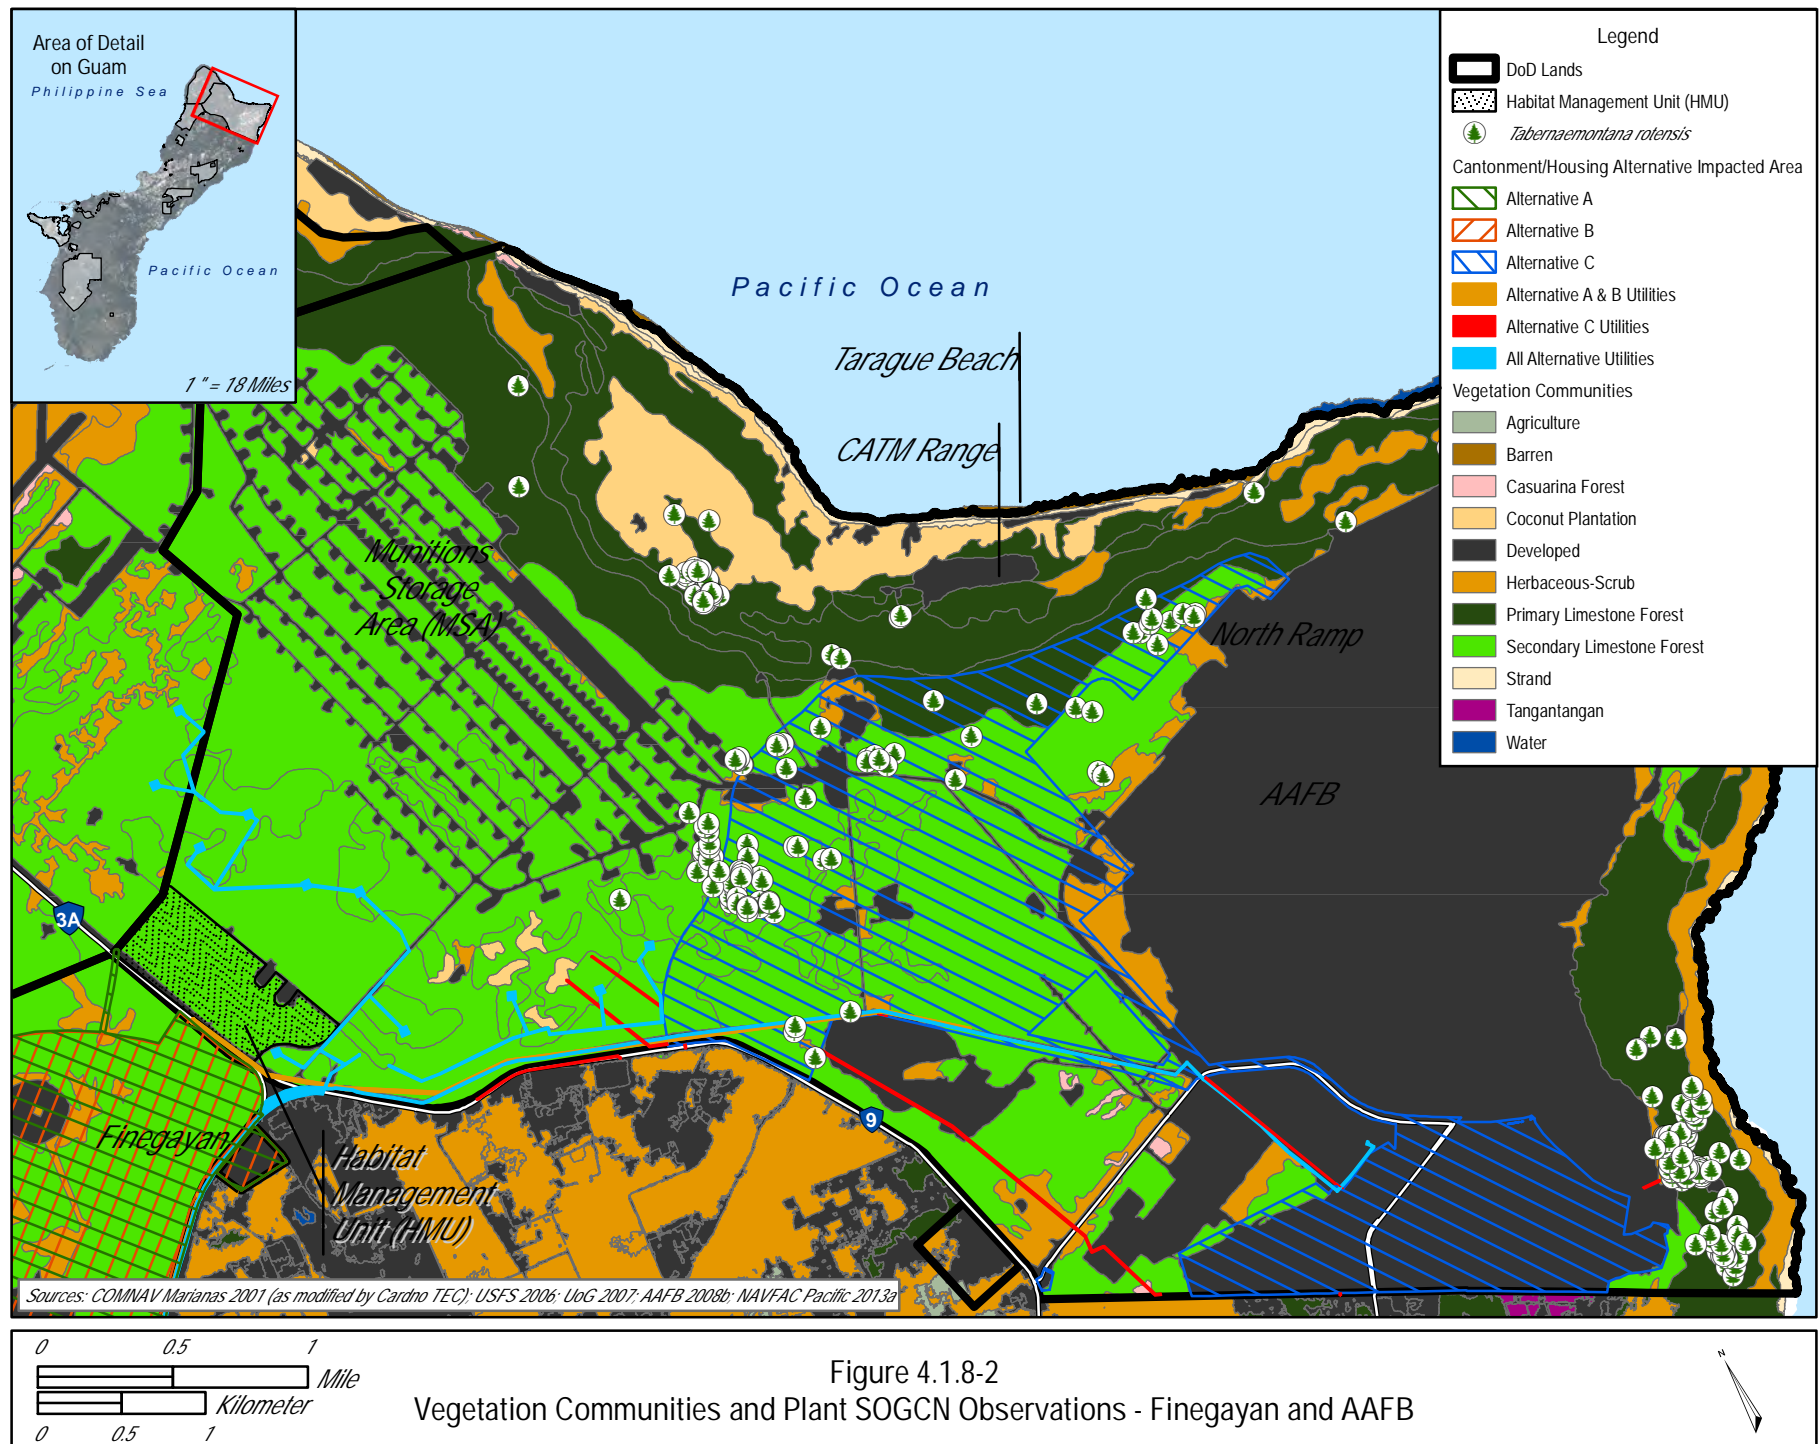 Area of Detail
on Guam
Philippine Sea
Pacific Ocean
1 " = 18 Miles
Pacific Ocean
Tarague Beach
CATM Range
Munitions
Storage
Area (MSA)
North Ramp
AAFB
3A
9
Finegayan
Habitat
Management
Unit (HMU)
Legend
DoD Lands
Habitat Management Unit (HMU)
Tabernaemontana rotensis
Cantonment/Housing Alternative Impacted Area
Alternative A
Alternative B
Alternative C
Alternative A & B Utilities
Alternative C Utilities
All Alternative Utilities
Vegetation Communities
Agriculture
Barren
Casuarina Forest
Coconut Plantation
Developed
Herbaceous-Scrub
Primary Limestone Forest
Secondary Limestone Forest
Strand
Tangantangan
Water
Sources: COMNAV Marianas 2001 (as modified by Cardno TEC); USFS 2006; UoG 2007; AAFB 2008b; NAVFAC Pacific 2013a
0 0.5 1
Mile
Kilometer
0 0.5 1
Figure 4.1.8-2
Vegetation Communities and Plant SOGCN Observations - Finegayan and AAFB
N